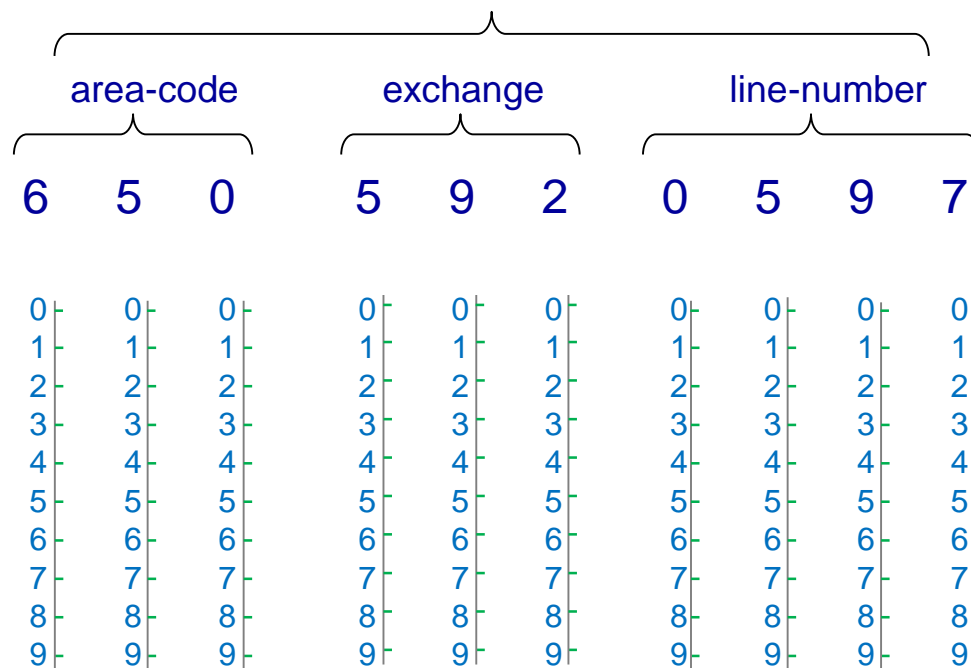 area-code exchange line-number
6 5 0 5 9 2 0 5 9 7
0 0 0 0 0 0 0 0 0 0
1 1 1 1 1 1 1 1 1 1
2 2 2 2 2 2 2 2 2 2
3 3 3 3 3 3 3 3 3 3
4 4 4 4 4 4 4 4 4 4
5 5 5 5 5 5 5 5 5 5
6 6 6 6 6 6 6 6 6 6
7 7 7 7 7 7 7 7 7 7
8 8 8 8 8 8 8 8 8 8
9 9 9 9 9 9 9 9 9 9